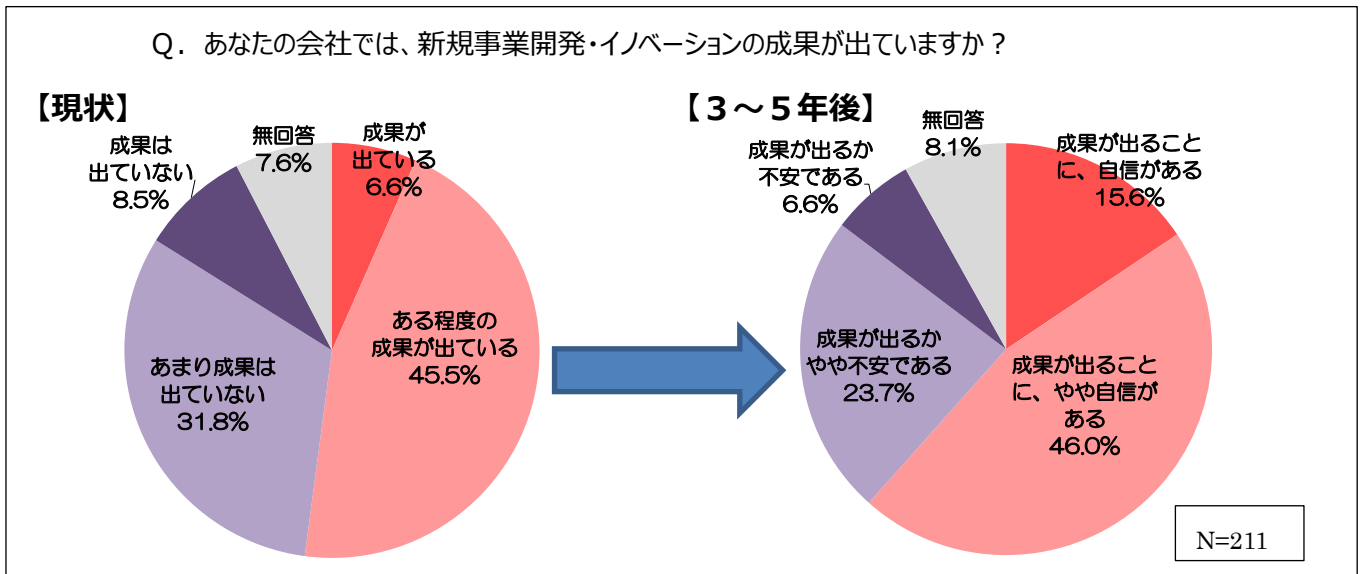 Q. あなたの会社では、新規事業開発・イノベーションの成果が出ていますか？
【現状】
成果が
出ている
6.6%
ある程度の
成果が出ている
45.5%
あまり成果は
出ていない
31.8%
成果は
出ていない
8.5%
無回答
7.6%
【３～５年後】
成果が出ること
に、自信がある
15.6%
成果が出ること
に、やや自信が
ある
46.0%
成果が出るか
やや不安である
23.7%
成果が出るか
不安である
6.6%
無回答
8.1%
N=211